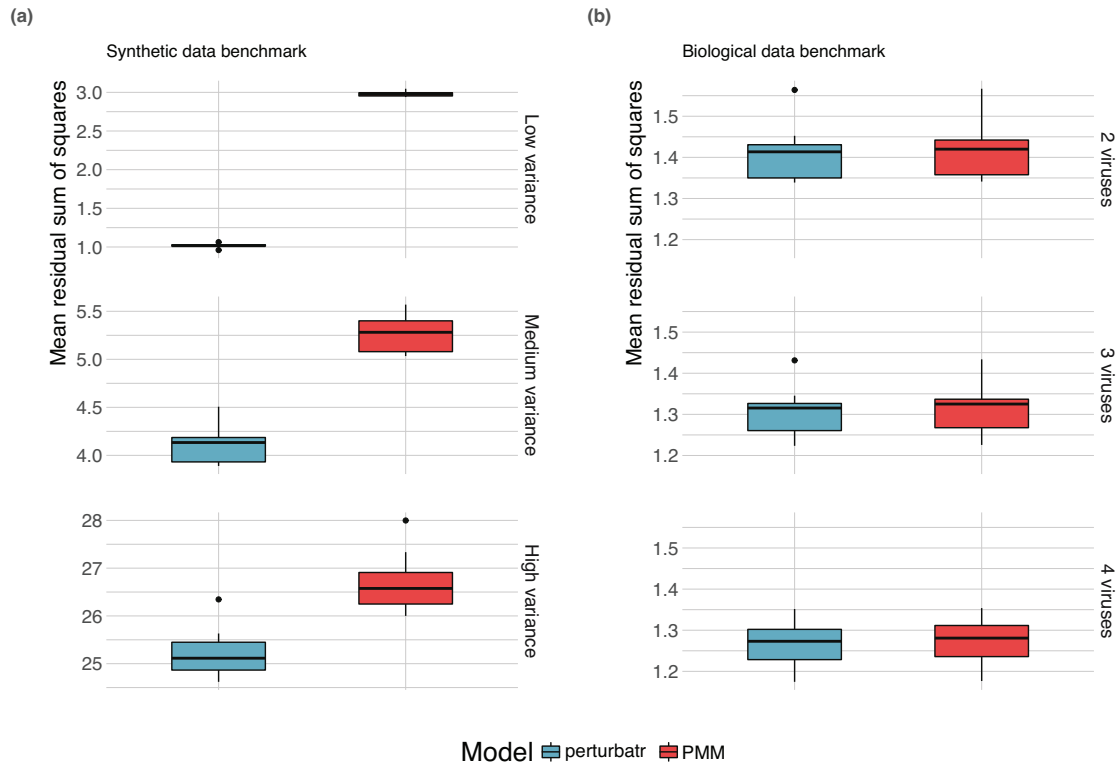 (a)
Synthetic data benchmark
Mean residual sum of squares
3.0
2.5
2.0
1.5
1.0
Low variance
5.5
5.0
4.5
4.0
Medium variance
28
27
26
25
High variance
(b)
Biological data benchmark
Mean residual sum of squares
1.5
1.4
1.3
1.2
2 viruses
1.5
1.4
1.3
1.2
3 viruses
1.5
1.4
1.3
1.2
4 viruses
Model perturbatr PMM